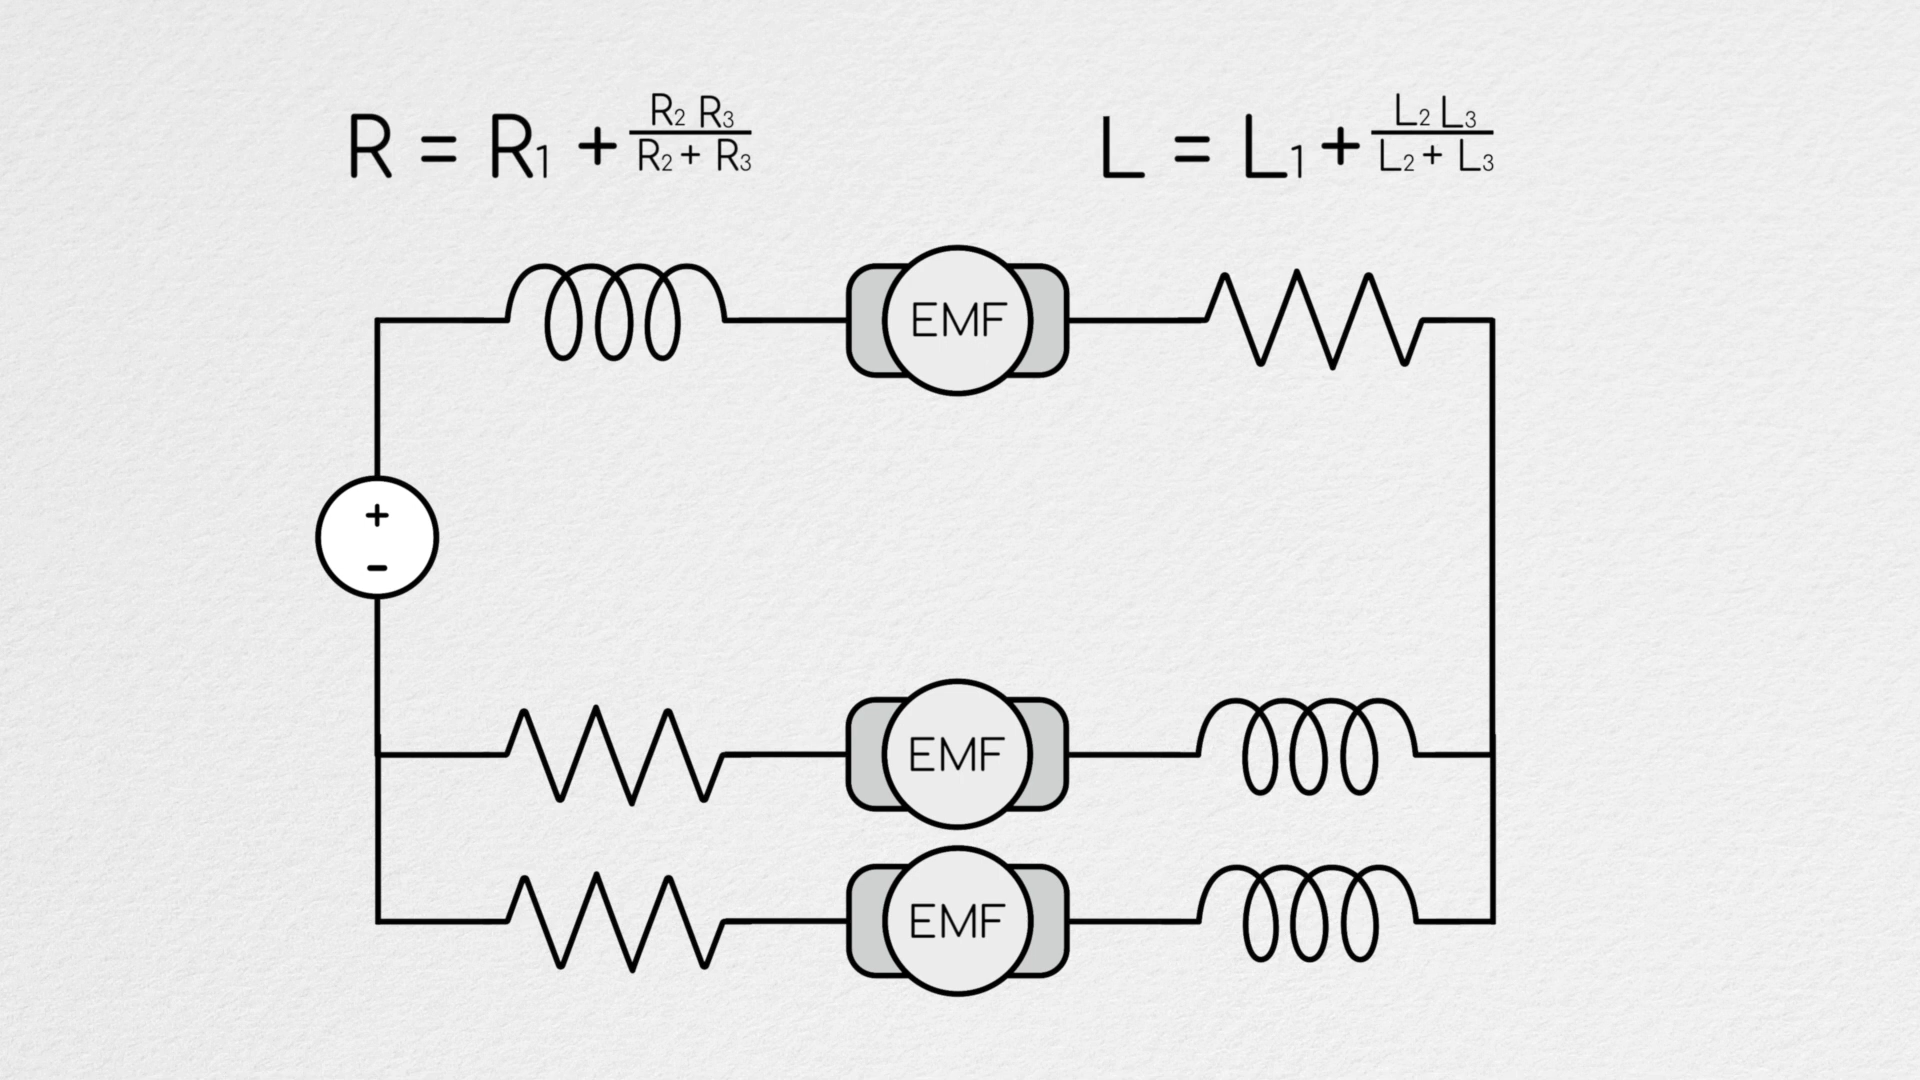 R = R₁ + R₂ R₃ / R₂ + R₃
L = L₁ + L₂ L₃ / L₂ + L₃
EMF
+
-
EMF
EMF